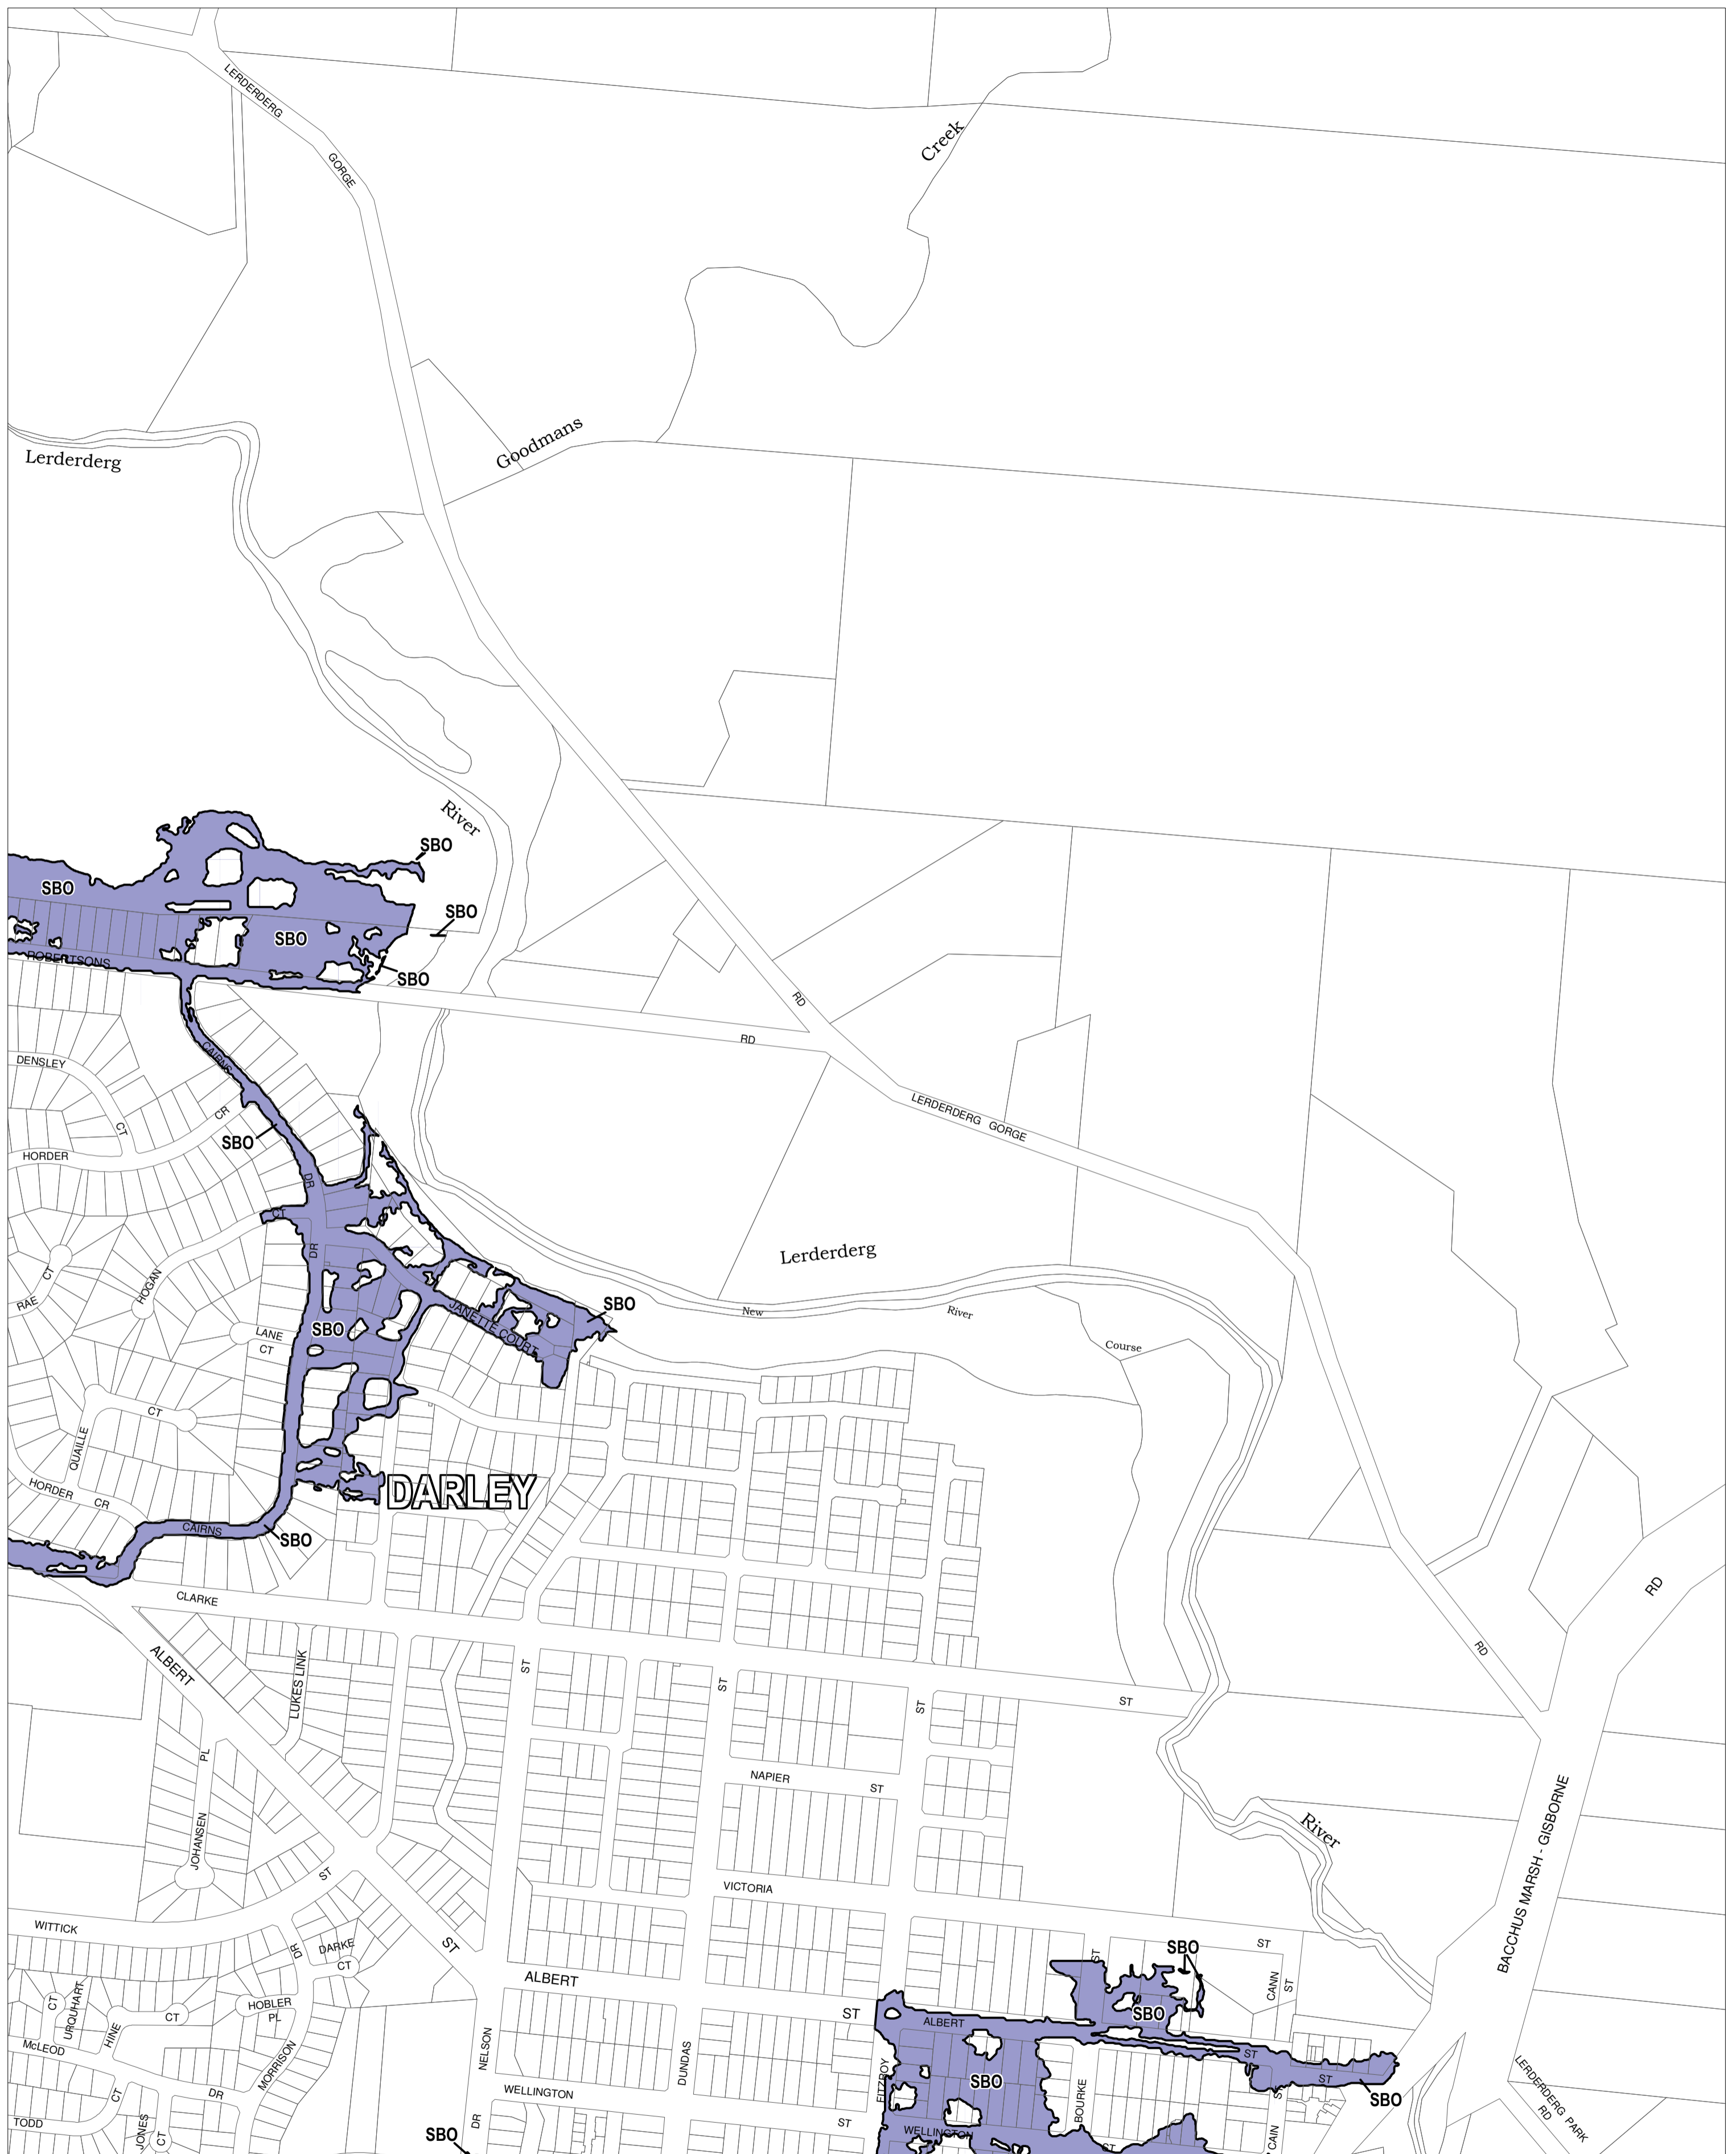 LERDERDERG
GORGE
Creek
Goodmans
Lerderderg
River
SBO
SBO
SBO
SBO
SBO
ROBERTSONS
RD
RD
CAIRNS
DENSLEY
CT
CR
SBO
HORDER
DR
LERDERDERG GORGE
CT
DR
Lerderderg
RAE
CT
HOGAN
New
River
Course
SBO
JANETTE COURT
SBO
LANE
CT
CT
QUAILLE
HORDER
CR
DARLEY
CAIRNS
SBO
CLARKE
RD
RD
ALBERT
LUKES LINK
ST
ST
ST
ST
PL
NAPIER
ST
JOHANSEN
River
BACCHUS MARSH - GISBORNE
ST
VICTORIA
WITTICK
DR
DARKE
CT
ST
ST
SBO
ST
CANN
ST
ALBERT
ST
CT
URQUHART
HINE
CT
HOBLER
PL
SBO
ALBERT
ST
McLEOD
MORRISON
NELSON
DUNDAS
FITZROY
SBO
BOURKE
ST
ST
SBO
LERDERDERG PARK
RD
CT
DR
WELLINGTON
ST
TODD
JONES
CT
DR
SBO
WELLINGTON
ST
CAIN